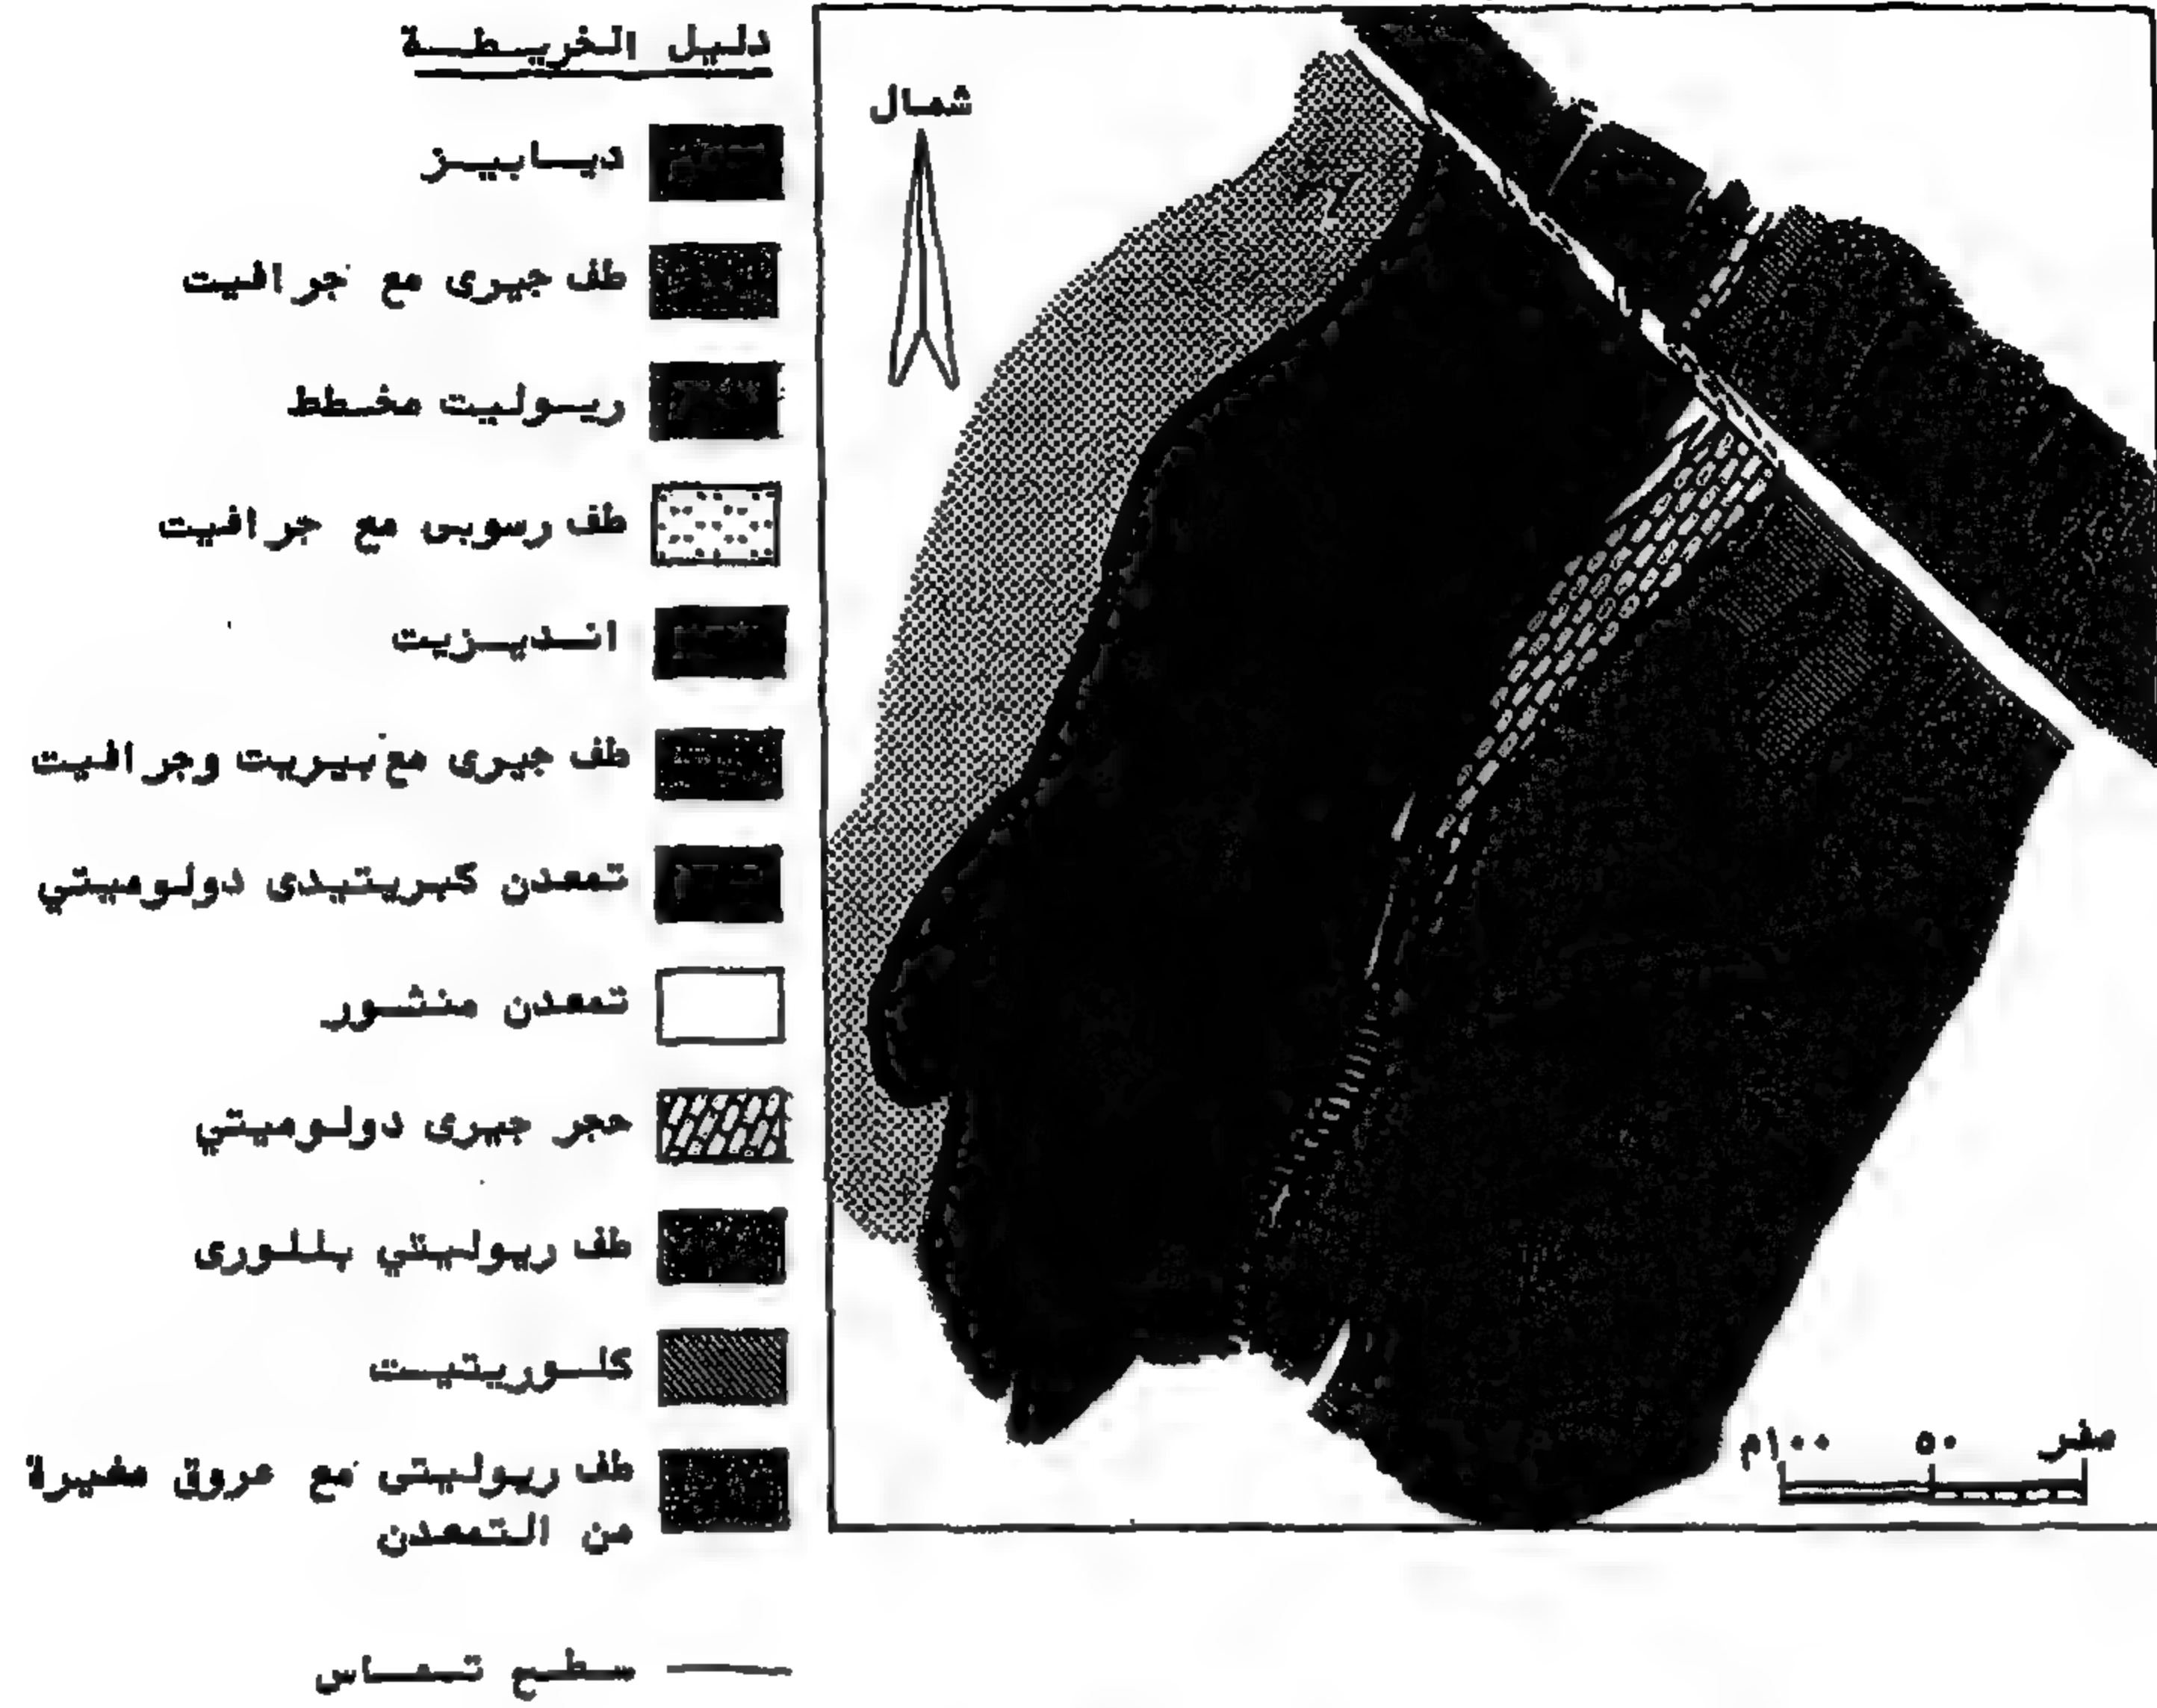 دليل الخريطة
ديابيز
طف جيرى مع جرافيت
ريوليت مخطط
طف رسوبى مع جرافيت
انديزيت
طف جيرى مع بيريت وجرافيت
تمعدن كبريتيدى دولوميتي
تمعدن منشور
حجر جيرى دولوميتي
طف ريوليتي بللورى
كلوريتيت
طف ريوليتى مع عروق صغيرة
من التمعدن
سطح تماس
شمال
صفر ٥٠ ١٠٠م